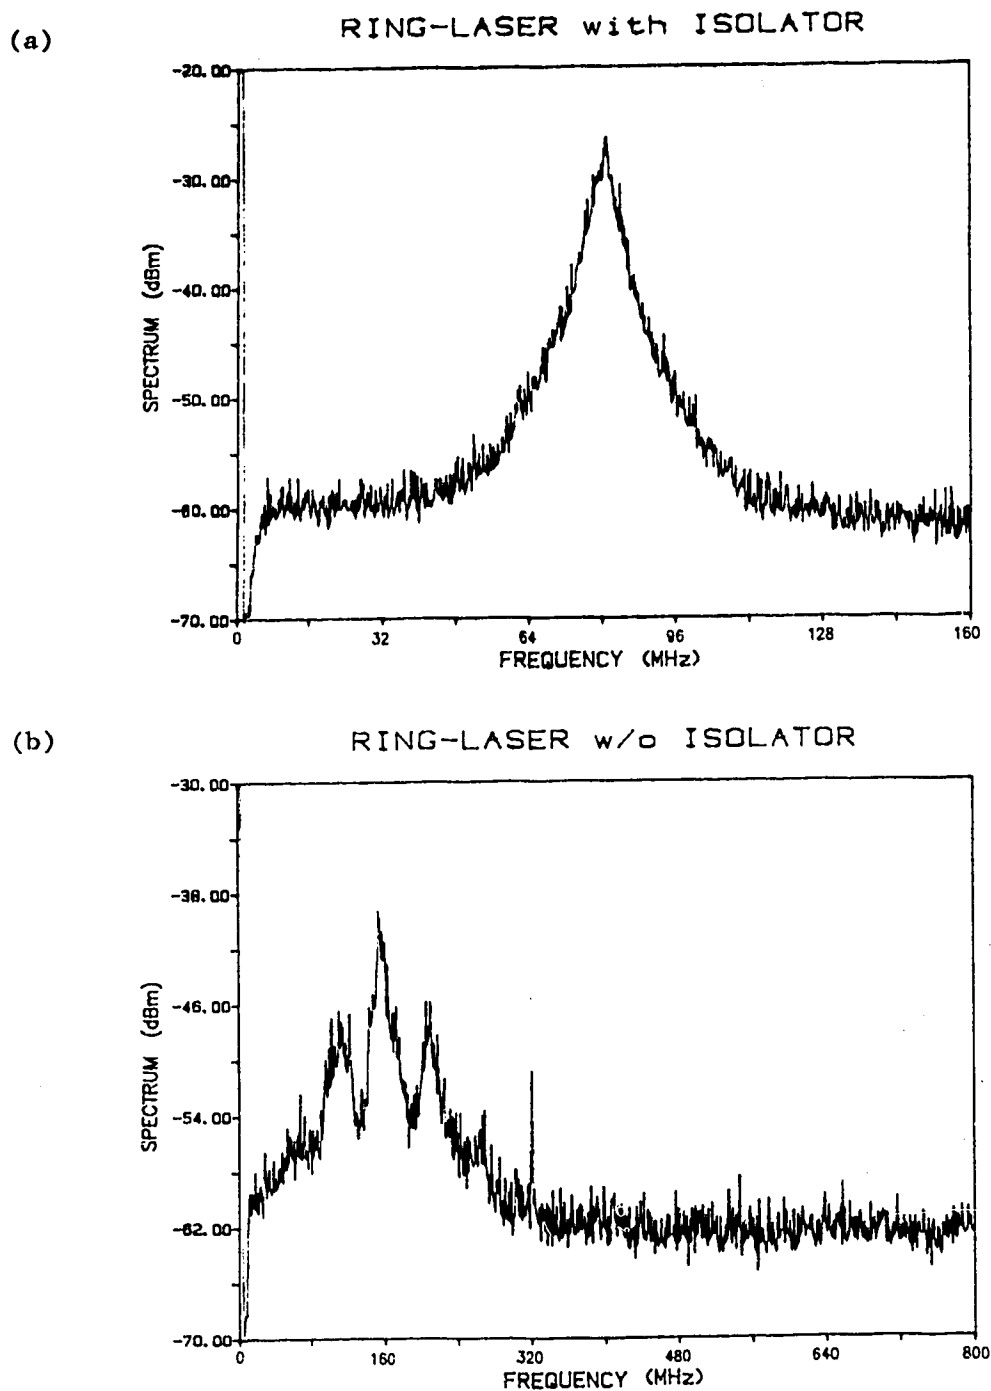 (a)
RING-LASER with ISOLATOR
-20.00
-30.00
-40.00
-50.00
-60.00
-70.00
SPECTRUM (dBm)
0 32 64 96 128 160
FREQUENCY (MHz)
(b)
RING-LASER w/o ISOLATOR
-30.00
-38.00
-46.00
-54.00
-62.00
-70.00
SPECTRUM (dBm)
0 160 320 480 640 800
FREQUENCY (MHz)